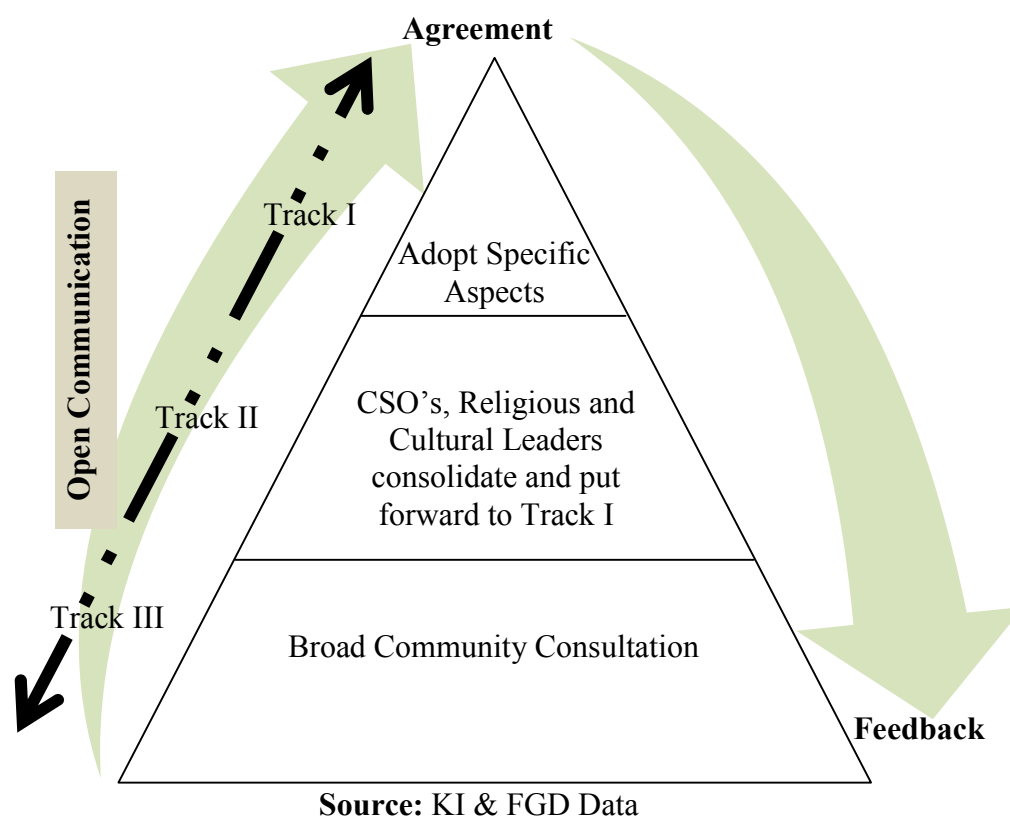 Agreement
Open Communication
Track I
Adopt Specific
Aspects
Track II
CSO’s, Religious and
Cultural Leaders
consolidate and put
forward to Track I
Track III
Broad Community Consultation
Feedback
Source: KI & FGD Data